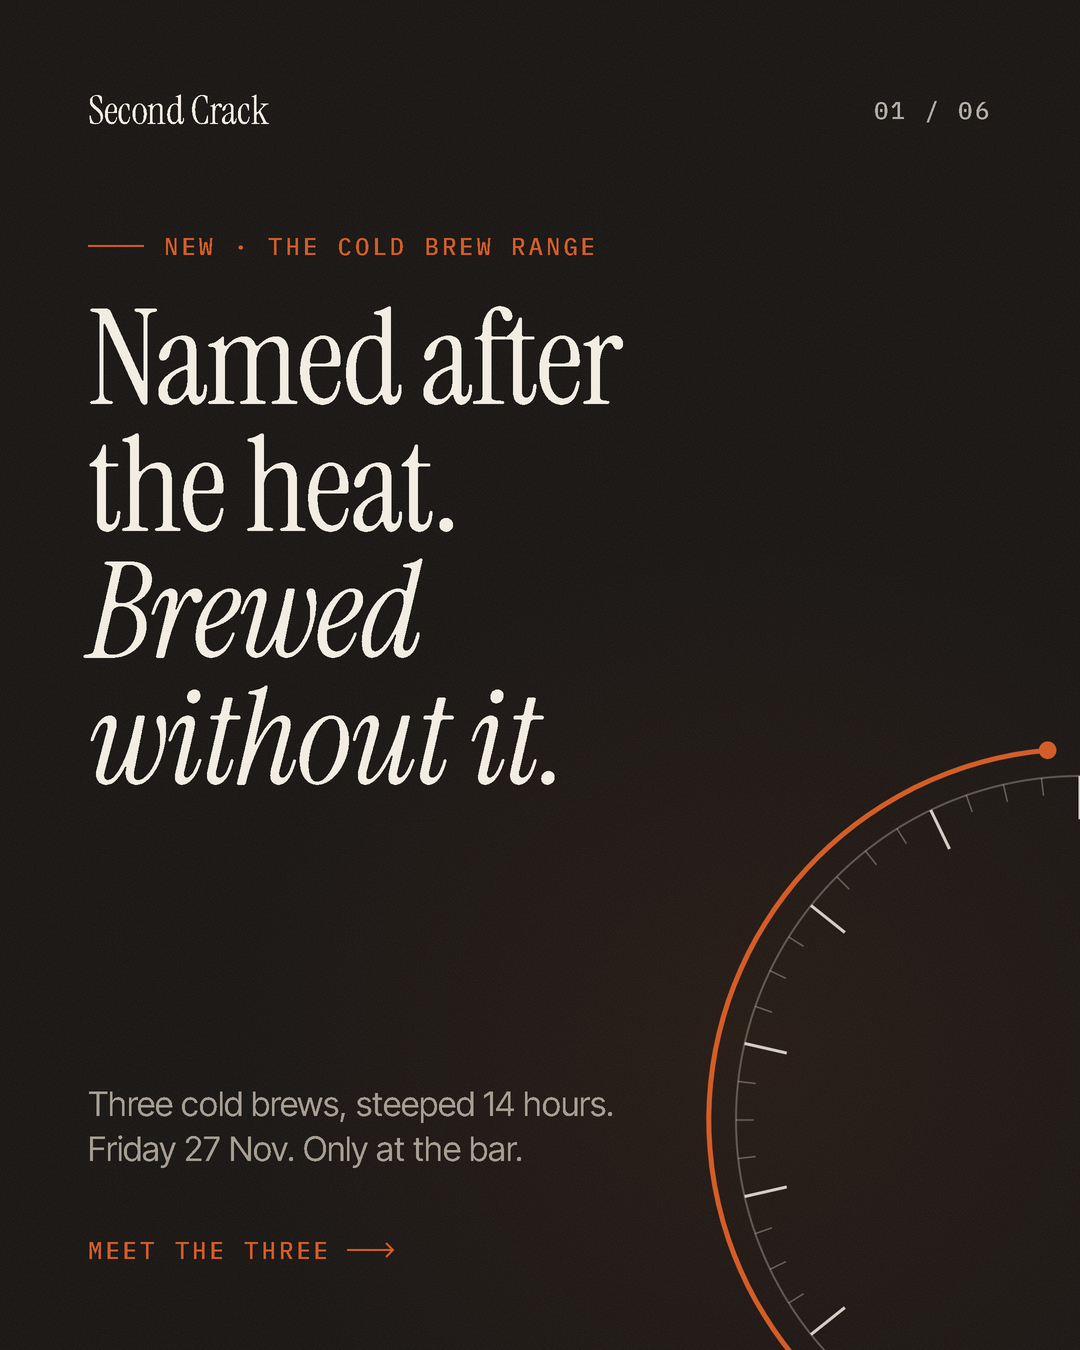 Second Crack
01 / 06
NEW · THE COLD BREW RANGE
Named after
the heat.
Brewed
without it.
Three cold brews, steeped 14 hours.
Friday 27 Nov. Only at the bar.
MEET THE THREE →